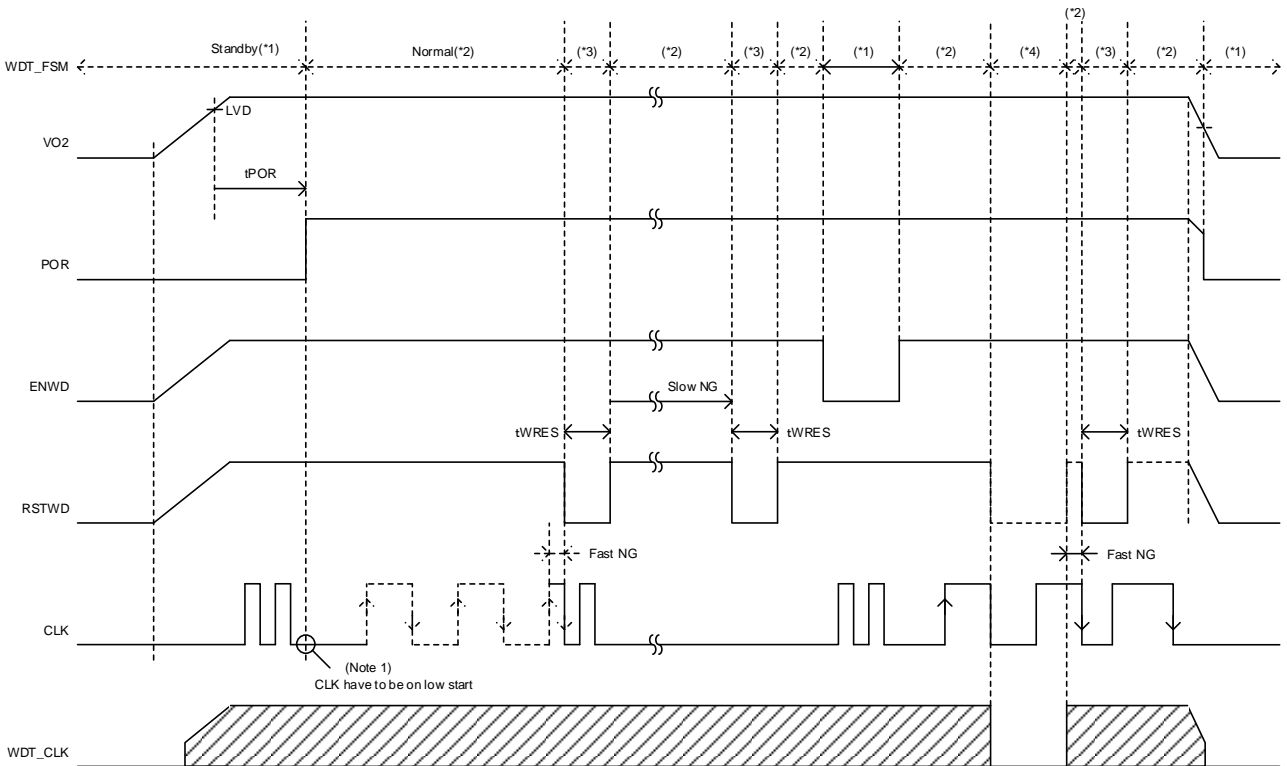 (*2)
Standby(*1) Normal(*2) (*3) (*2) (*3) (*2) (*1) (*2) (*4) (*3) (*2) (*1)
WDT_FSM
LVD
VO2
tPOR
POR
ENWD
Slow NG
tWRES tWRES tWRES
RSTWD
Fast NG Fast NG
CLK
(Note 1)
CLK have to be on low start
WDT_CLK